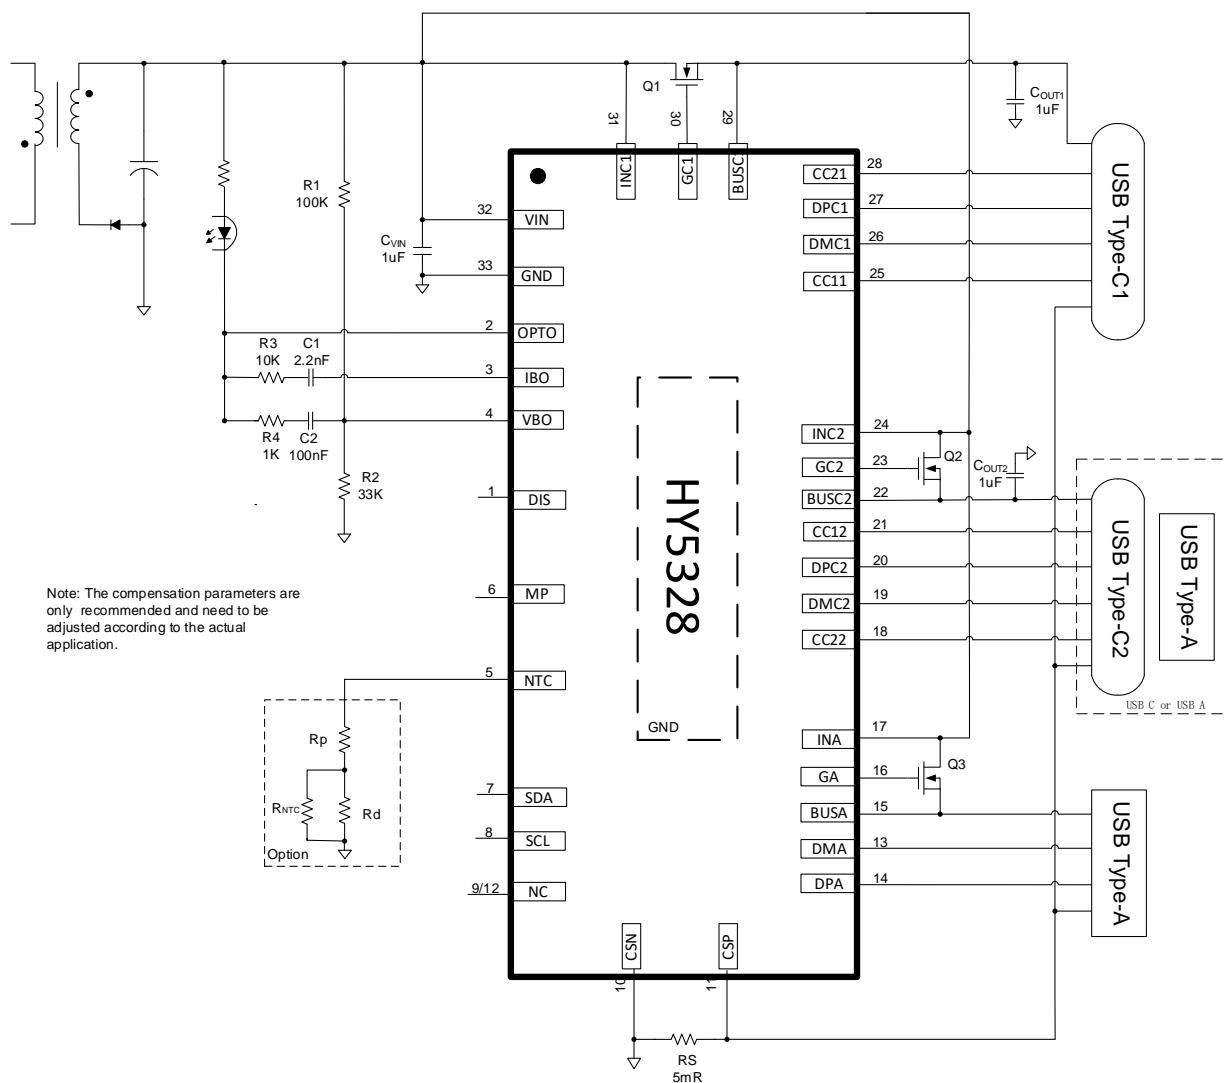 Q1
31
30
29
INC1
GC1
BUSC1
COUT1
1uF
R1
100K
CVIN
1uF
32
VIN
33
GND
2
OPTO
R3
10K
C1
2.2nF
3
IBO
4
VBO
R4
1K
C2
100nF
R2
33K
1
DIS
6
MP
5
NTC
7
SDA
8
SCL
9/12
NC
Note: The compensation parameters are
only recommended and need to be
adjusted according to the actual
application.
Rp
RNTC
Rd
Option
HY5328
GND
CC21
28
DPC1
27
DMC1
26
CC11
25
USB Type-C1
INC2
24
GC2
23
Q2
COUT2
1uF
BUSC2
22
CC12
21
DPC2
20
DMC2
19
CC22
18
USB Type-C2
USB Type-A
USB C or USB A
INA
17
GA
16
Q3
BUSA
15
DMA
13
DPA
14
USB Type-A
CSN
CSP
10
11
RS
5mR